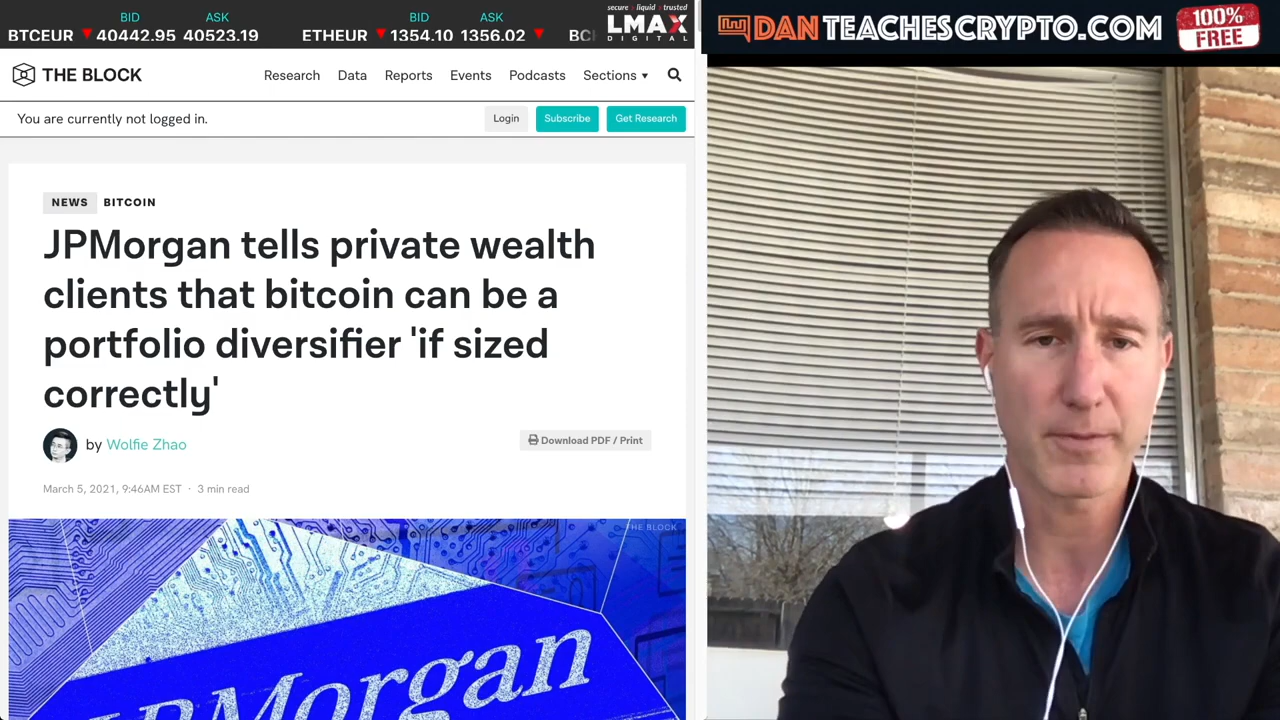 BID ASK BID ASK
BTCEUR 40442.95 40523.19 ETHEUR 1354.10 1356.02
secure liquid trusted
LMAX
DIGITAL
THE BLOCK
Research Data Reports Events Podcasts Sections
You are currently not logged in.
Login Subscribe Get Research
NEWS BITCOIN
JPMorgan tells private wealth
clients that bitcoin can be a
portfolio diversifier 'if sized
correctly'
by Wolfie Zhao
Download PDF / Print
March 5, 2021, 9:46AM EST · 3 min read
THE BLOCK
JPMorgan
DANTEACHESCRYPTO.COM
100%
FREE